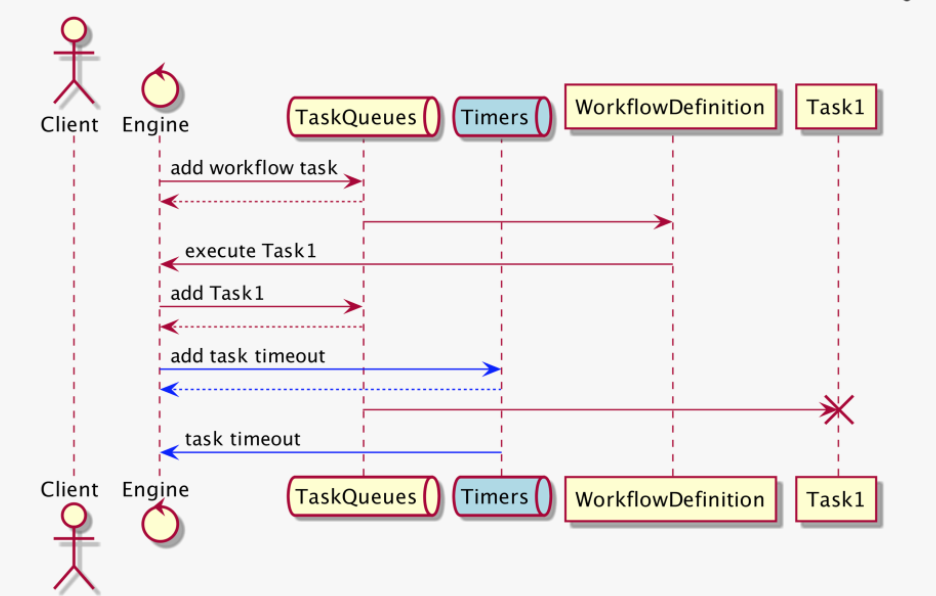 Client
Engine
TaskQueues
Timers
WorkflowDefinition
Task1
add workflow task
execute Task1
add Task1
add task timeout
task timeout
Client
Engine
TaskQueues
Timers
WorkflowDefinition
Task1